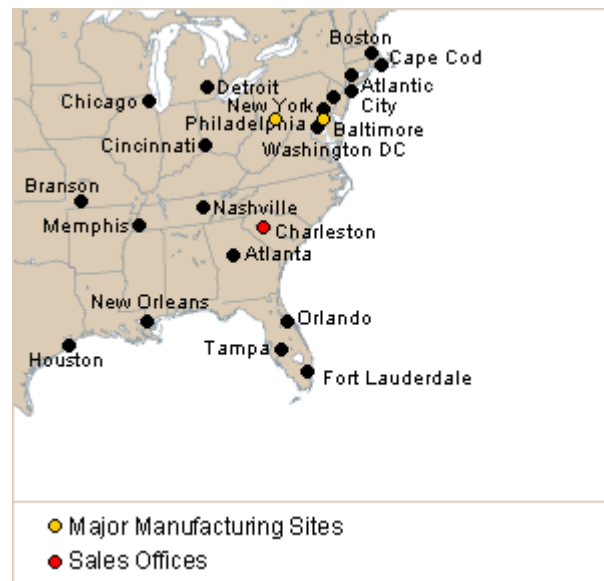 Boston
Cape Cod
Detroit
Atlantic
City
Chicago
New York
Philadelphia
Baltimore
Cincinnati
Washington DC
Branson
Nashville
Memphis
Charleston
Atlanta
New Orleans
Orlando
Houston
Tampa
Fort Lauderdale
Major Manufacturing Sites
Sales Offices